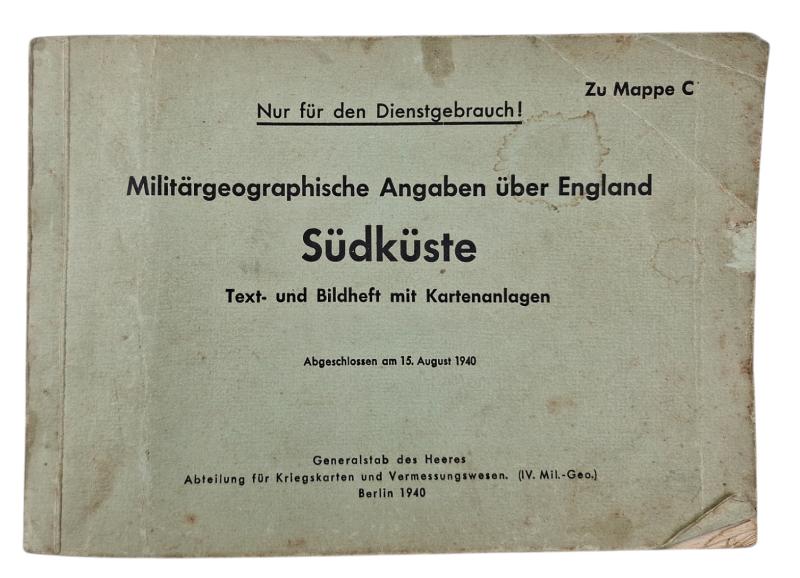 Zu Mappe C
Nur für den Dienstgebrauch!
Militärgeographische Angaben über England
Südküste
Text- und Bildheft mit Kartenanlagen
Abgeschlossen am 15. August 1940
Generalstab des Heeres
Abteilung für Kriegskarten und Vermessungswesen. (IV. Mil.-Geo.)
Berlin 1940